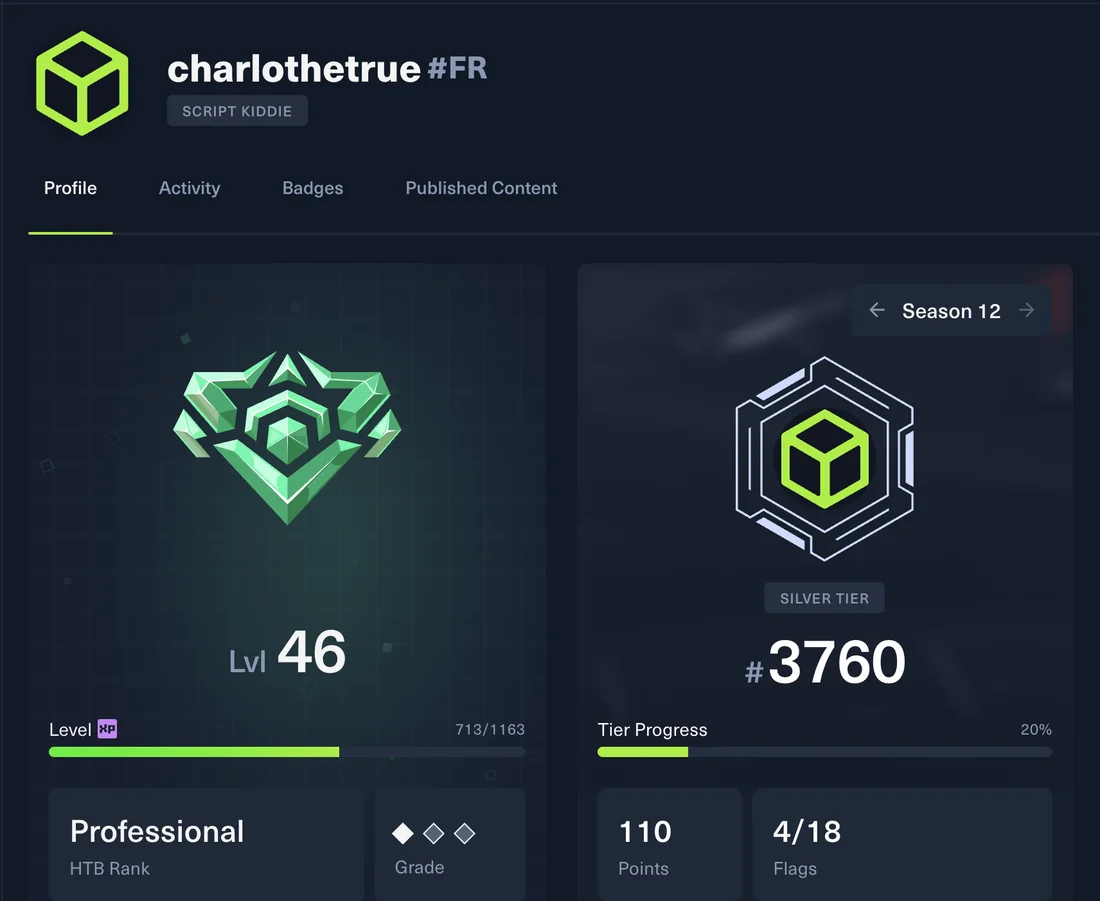 charlothetrue #FR
SCRIPT KIDDIE
Profile Activity Badges Published Content
← Season 12 →
SILVER TIER
Lvl 46
#3760
Level XP 713/1163
Tier Progress 20%
Professional
HTB Rank
Grade
110
Points
4/18
Flags